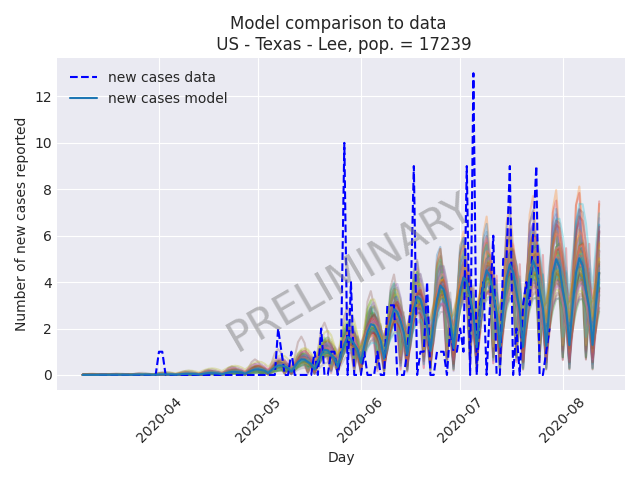 Model comparison to data
US - Texas - Lee, pop. = 17239
new cases data
new cases model
Number of new cases reported
12
10
8
6
4
2
0
PRELIMINARY
2020-04
2020-05
2020-06
2020-07
2020-08
Day